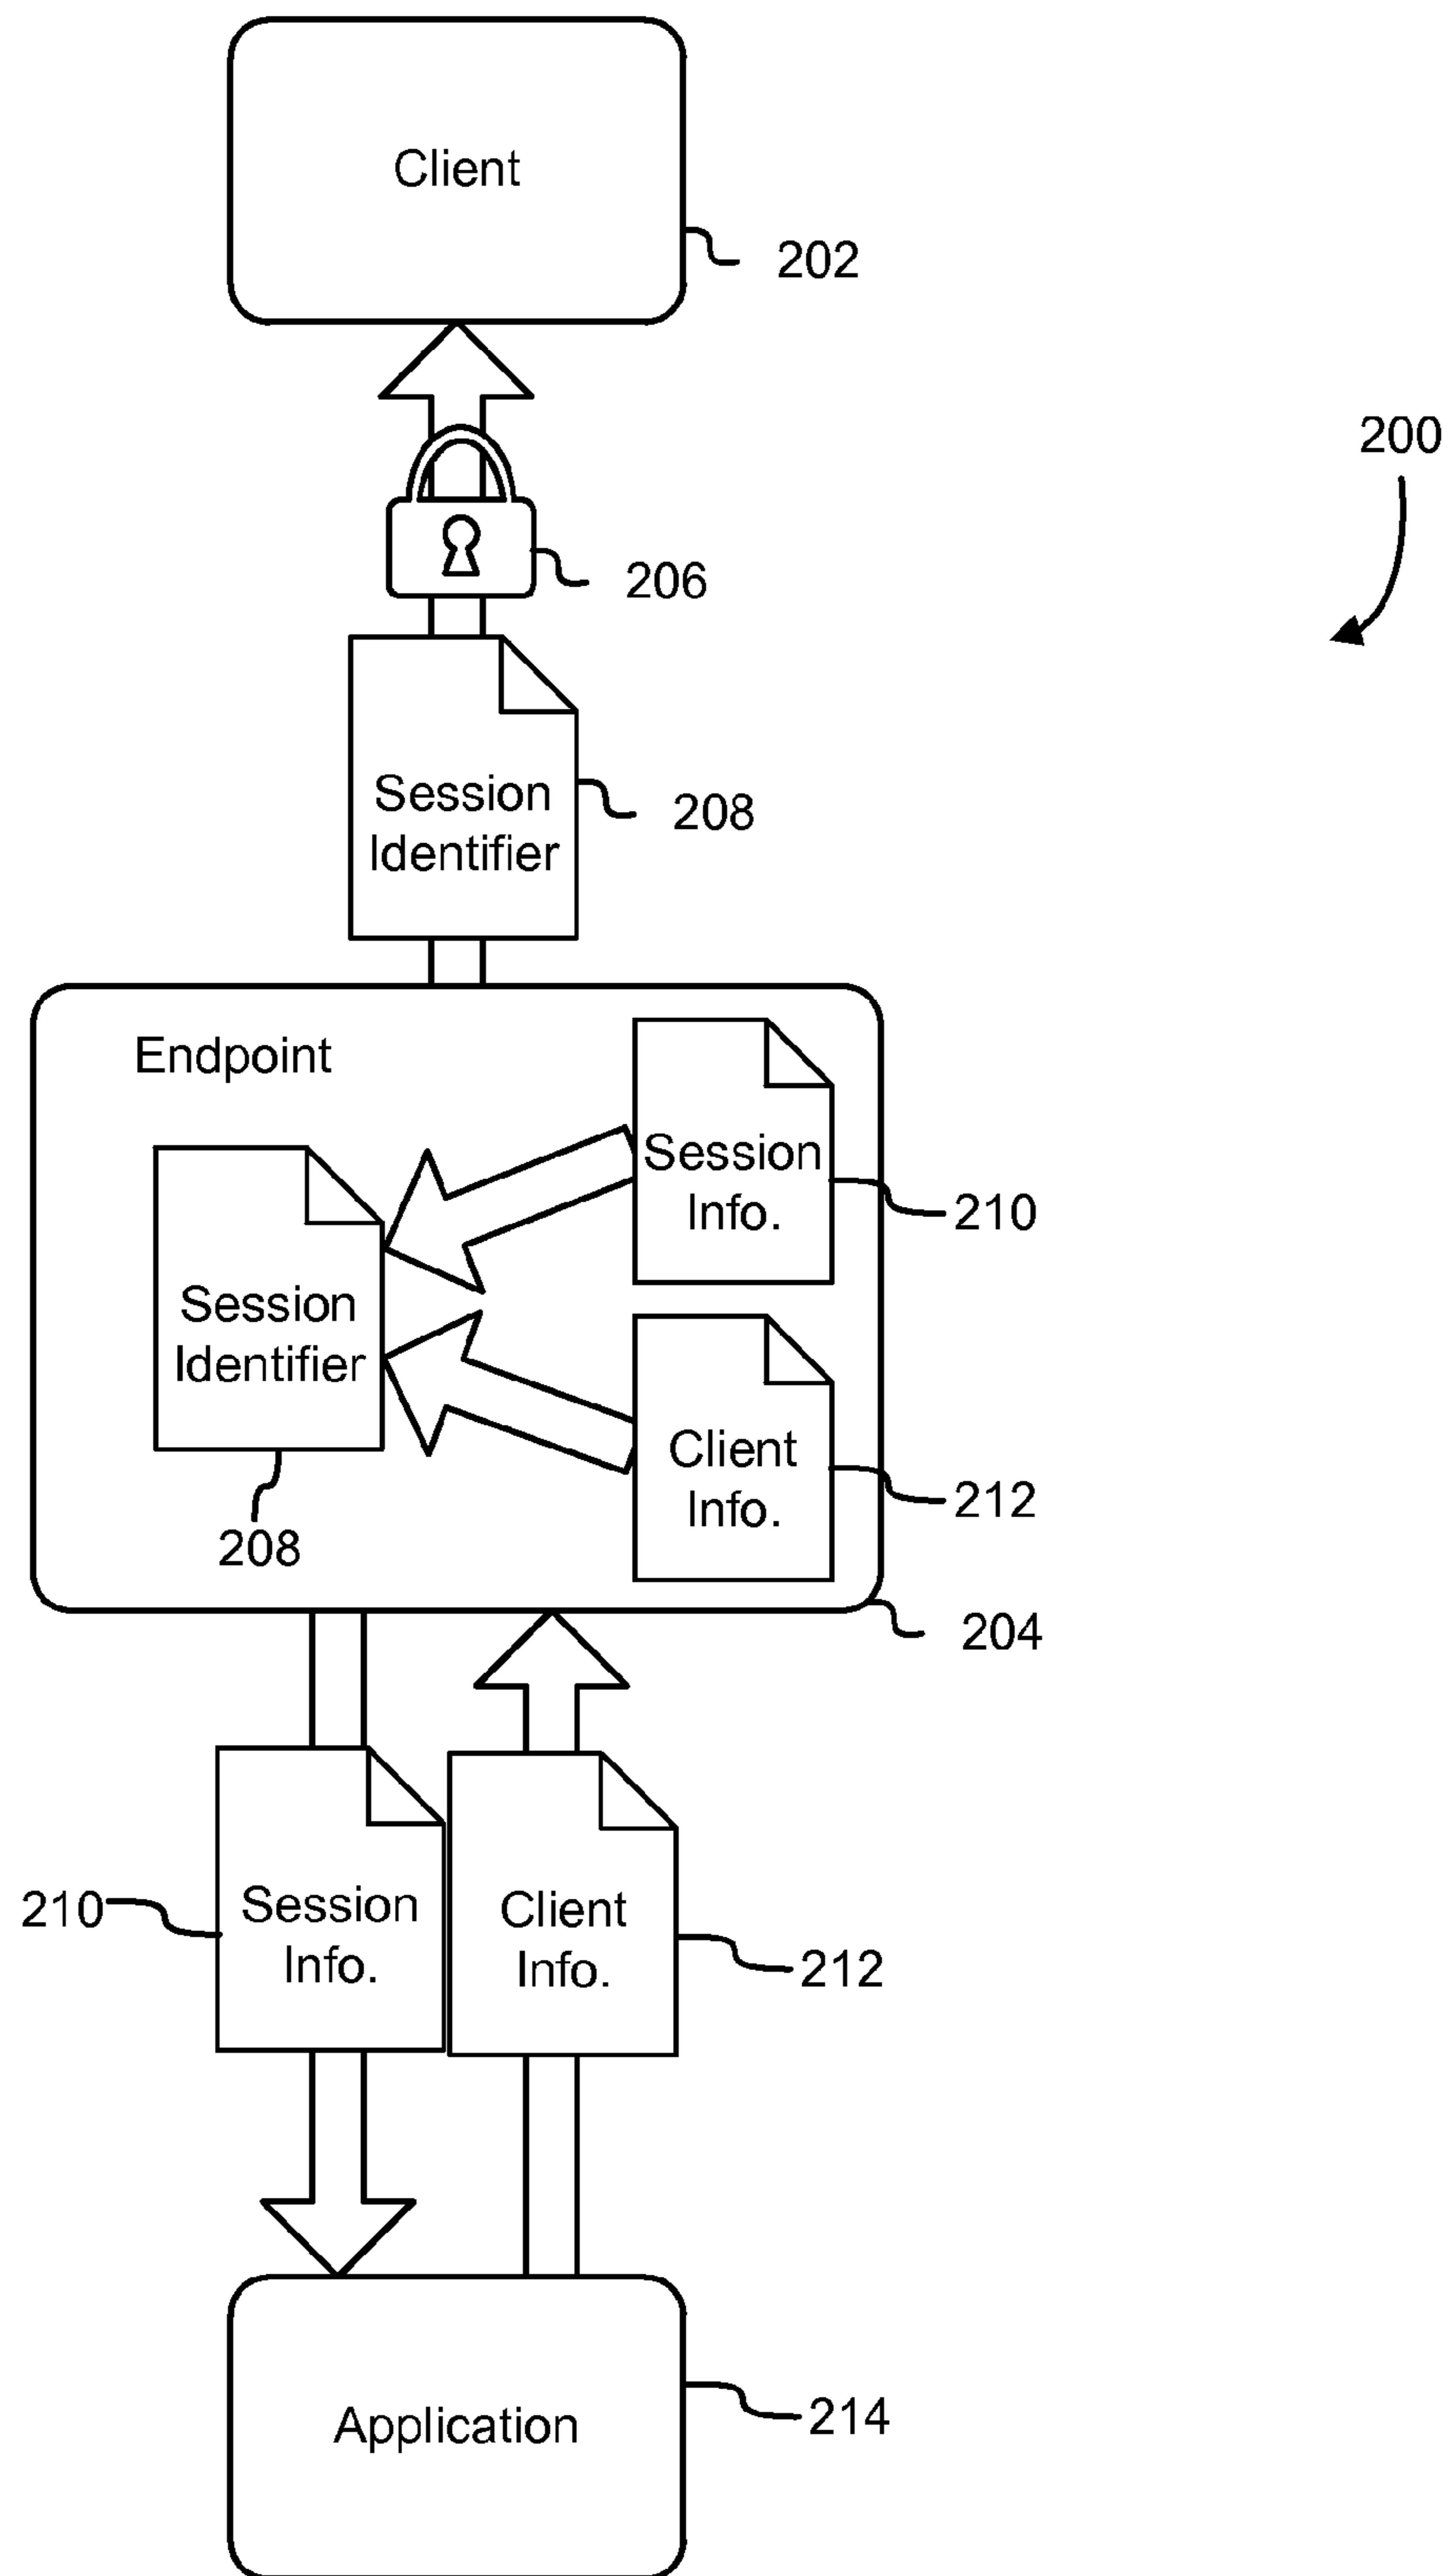 Client
202
200
206
Session
Identifier
208
Endpoint
Session
Info.
210
Session
Identifier
208
Client
Info.
212
204
210
Session
Info.
Client
Info.
212
Application
214